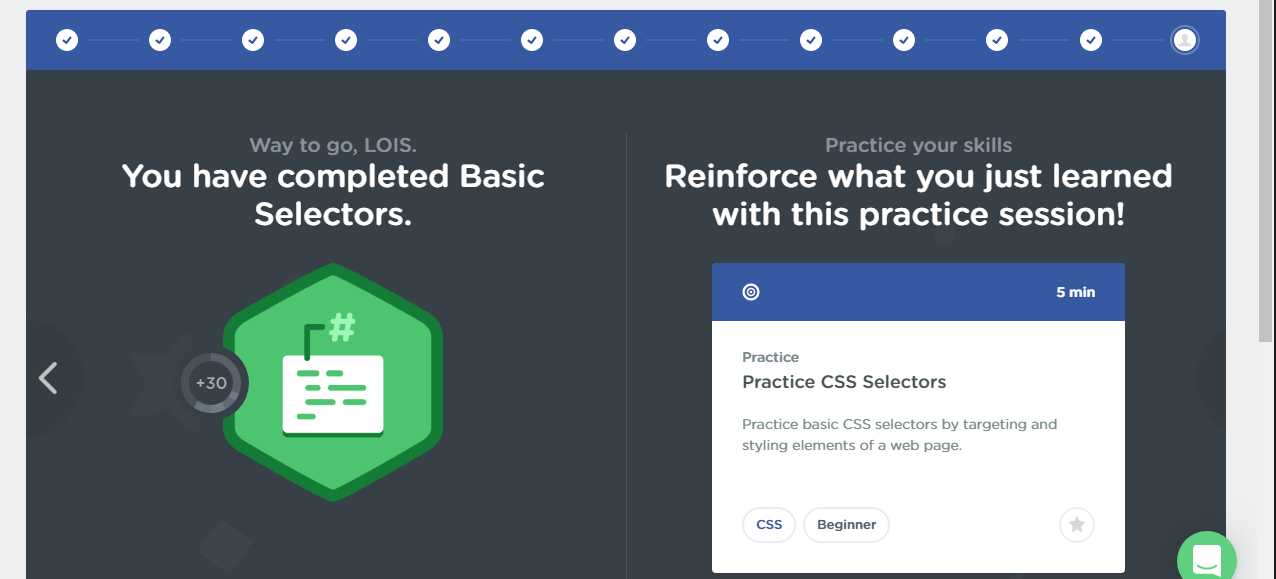 Way to go, LOIS.
You have completed Basic
Selectors.
#
+30
Practice your skills
Reinforce what you just learned
with this practice session!
5 min
Practice
Practice CSS Selectors
Practice basic CSS selectors by targeting and
styling elements of a web page.
CSS
Beginner